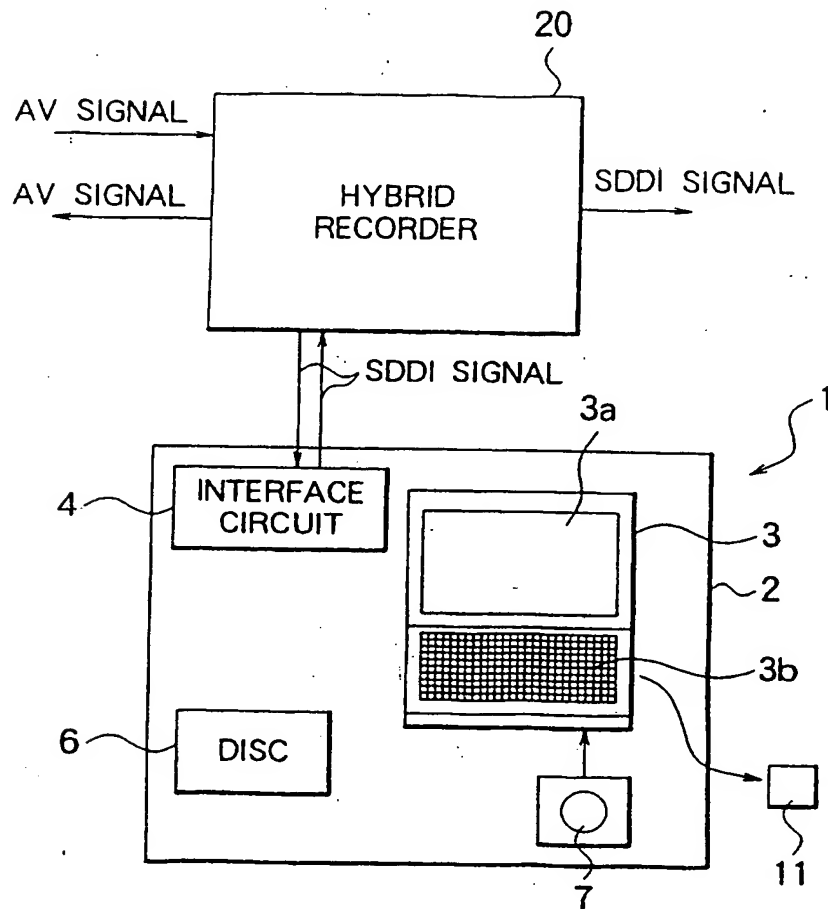 20
AV SIGNAL
AV SIGNAL
HYBRID
RECORDER
SDDI SIGNAL
SDDI SIGNAL
1
3a
4
INTERFACE
CIRCUIT
3
2
3b
6
DISC
7
11